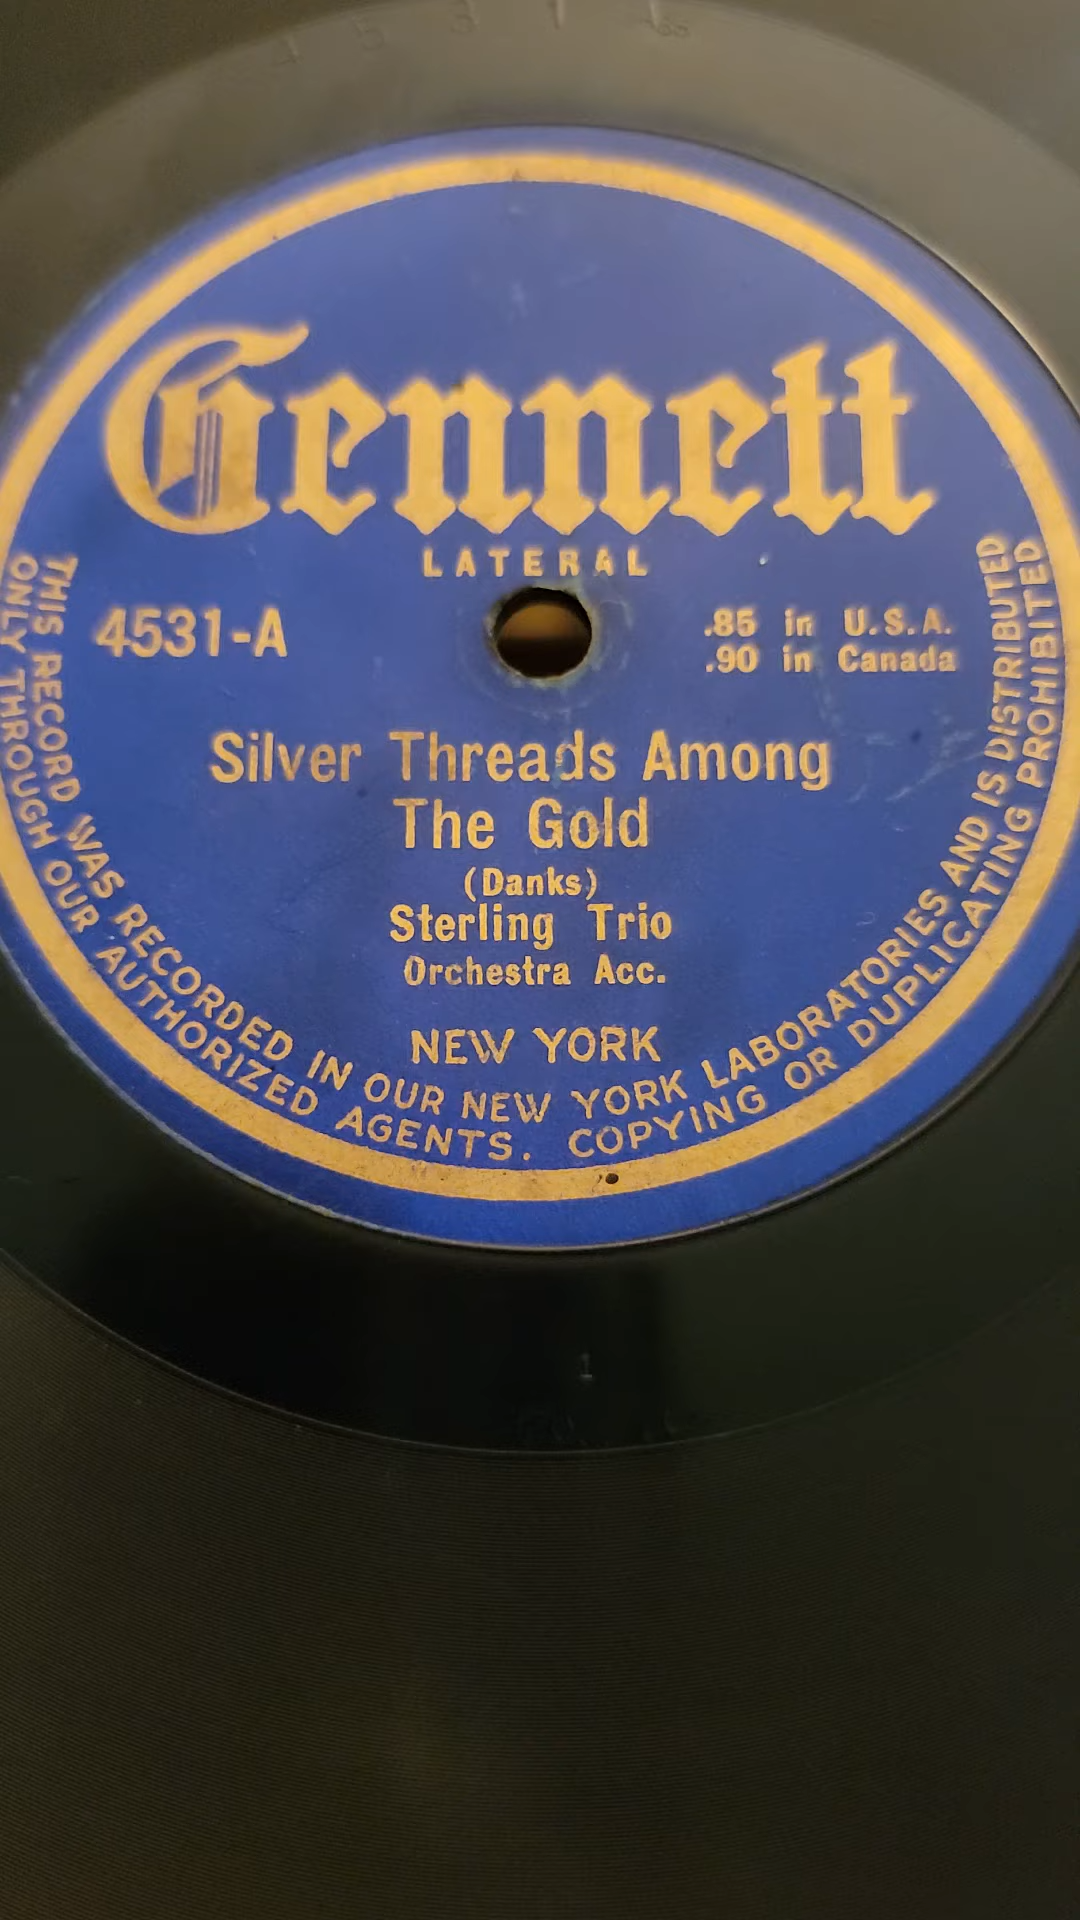 4531
Gennett
LATERAL
4531-A
.85 in U.S.A.
.90 in Canada
Silver Threads Among
The Gold
(Danks)
Sterling Trio
Orchestra Acc.
NEW YORK
THIS RECORD WAS RECORDED IN OUR NEW YORK LABORATORIES AND IS DISTRIBUTED
ONLY THROUGH OUR AUTHORIZED AGENTS. COPYING OR DUPLICATING PROHIBITED
1